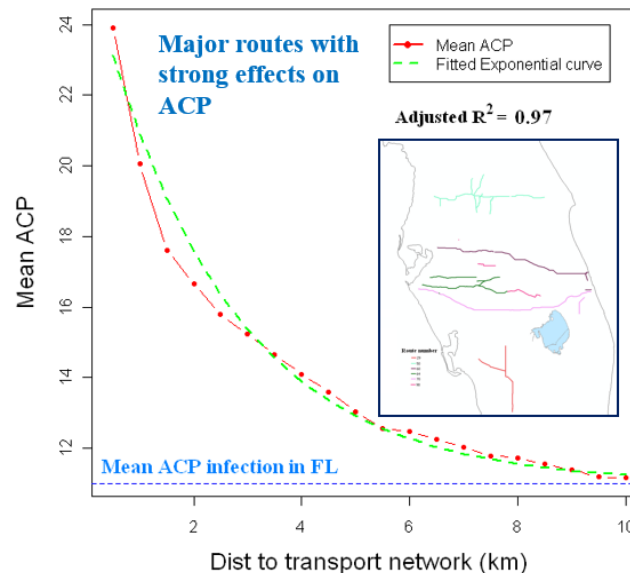 Major routes with
strong effects on
ACP
Mean ACP
Fitted Exponential curve
Adjusted R² = 0.97
Route number
Mean ACP infection in FL
Mean ACP
24
22
20
18
16
14
12
2
4
6
8
10
Dist to transport network (km)